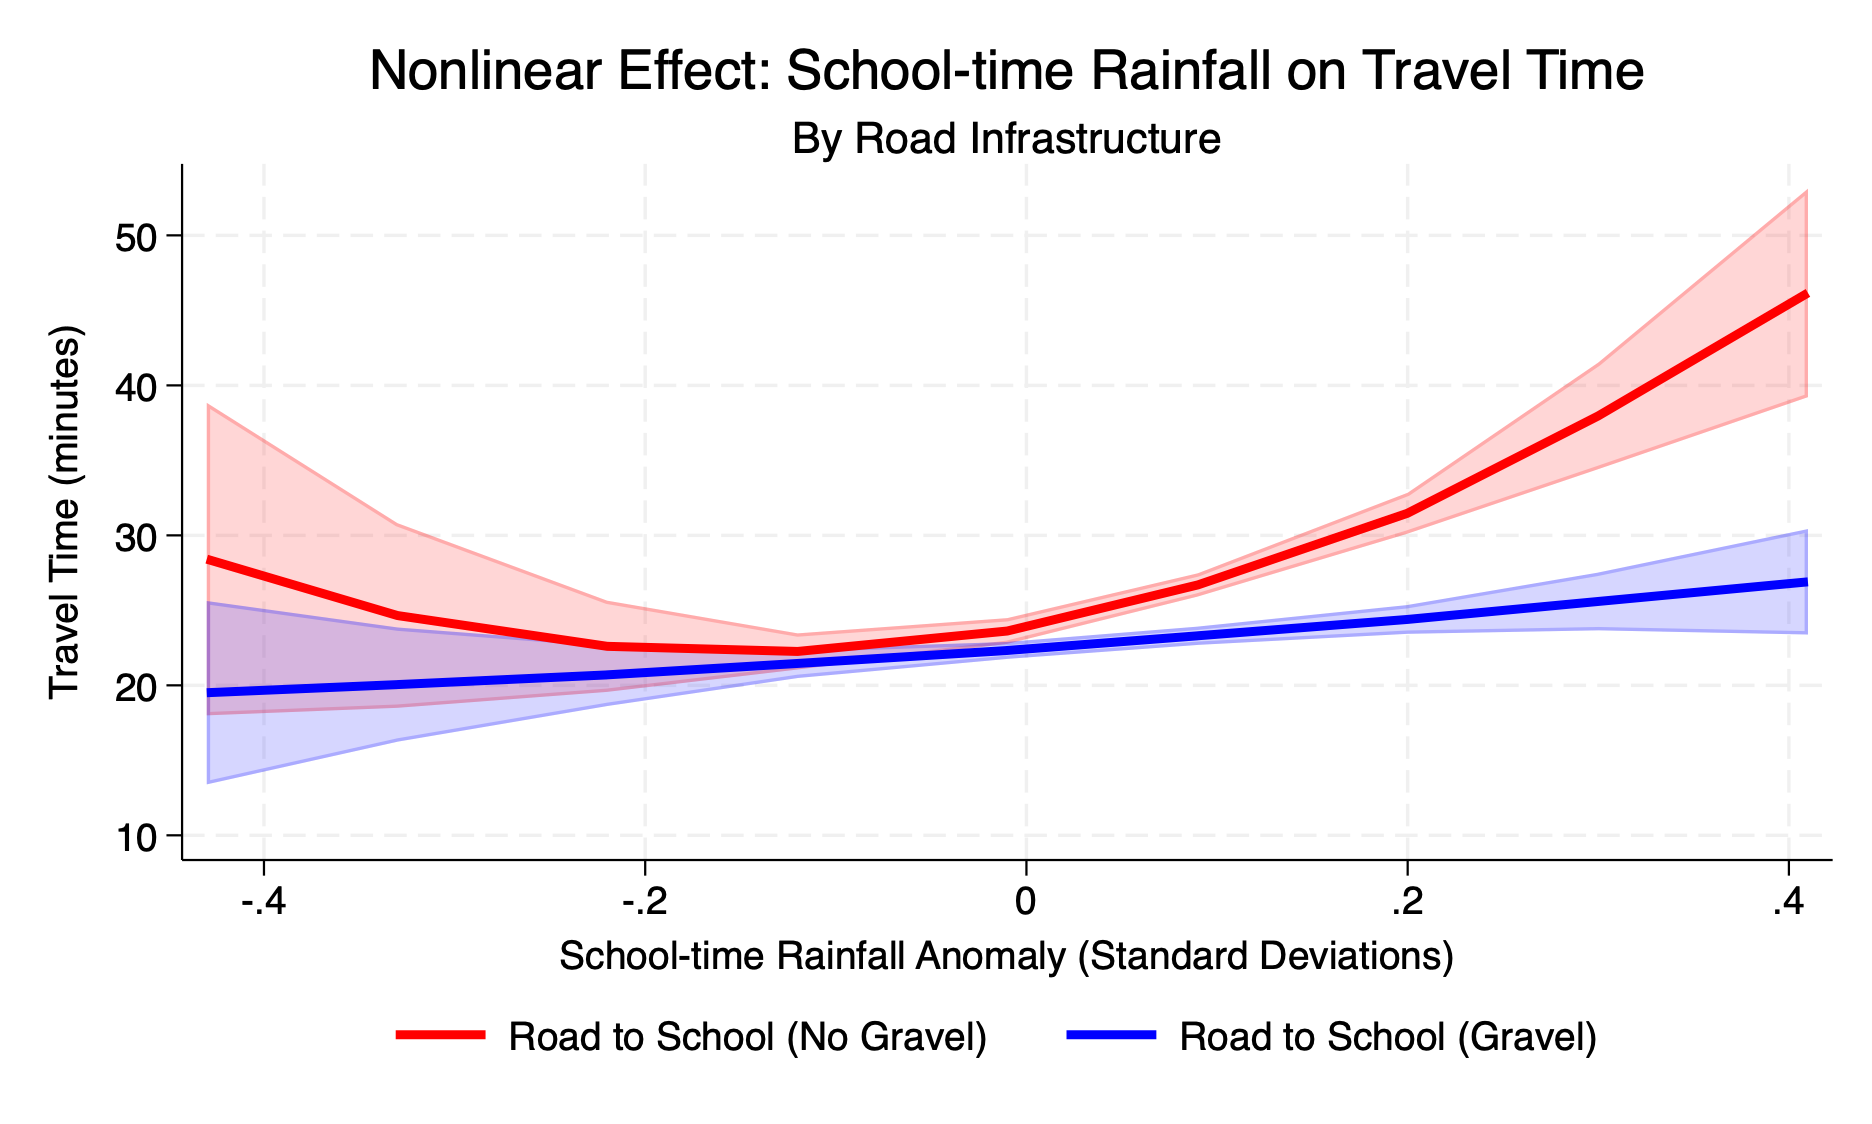 Nonlinear Effect: School-time Rainfall on Travel Time
By Road Infrastructure
Travel Time (minutes)
50
40
30
20
10
-.4 -.2 0 .2 .4
School-time Rainfall Anomaly (Standard Deviations)
Road to School (No Gravel) Road to School (Gravel)